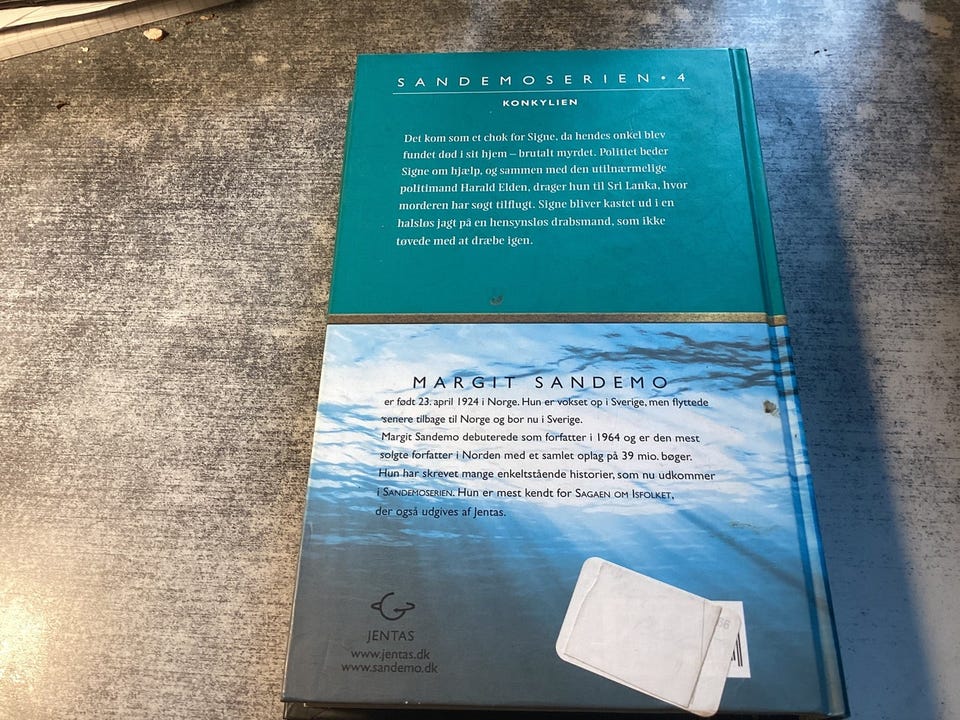 SANDEMOSERIEN • 4
KONKYLIEN
Det kom som et chok for Signe, da hendes onkel blev
fundet død i sit hjem – brutalt myrdet. Politiet beder
Signe om hjælp, og sammen med den utilnærmelige
politimand Harald Elden, drager hun til Sri Lanka, hvor
morderen har søgt tilflugt. Signe bliver kastet ud i en
halsløs jagt på en hensynsløs drabsmand, som ikke
tøvede med at dræbe igen.
MARGIT SANDEMO
er født 23. april 1924 i Norge. Hun er vokset op i Sverige, men flyttede
senere tilbage til Norge og bor nu i Sverige.
Margit Sandemo debuterede som forfatter i 1964 og er den mest
solgte forfatter i Norden med et samlet oplag på 39 mio. bøger.
Hun har skrevet mange enkeltstående historier, som nu udkommer
i SANDEMOSERIEN. Hun er mest kendt for SAGAEN OM ISFOLKET,
der også udgives af Jentas.
JENTAS
www.jentas.dk
www.sandemo.dk